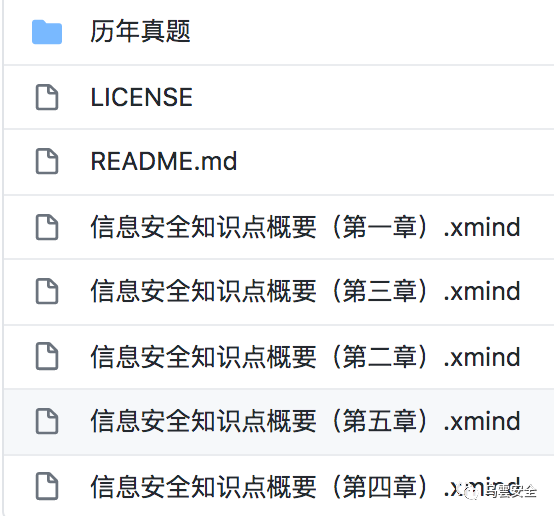 历年真题
LICENSE
README.md
信息安全知识点概要（第一章）.xmind
信息安全知识点概要（第三章）.xmind
信息安全知识点概要（第二章）.xmind
信息安全知识点概要（第五章）.xmind
信息安全知识点概要（第四章）.xmind
乌雲安全